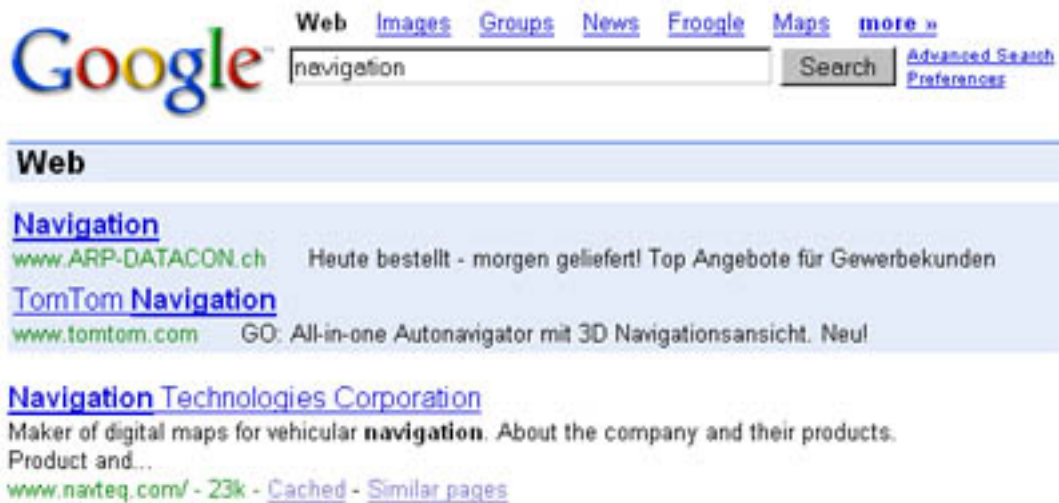 Google™ Web Images Groups News Froogle Maps more »
navigation Search Advanced Search
Preferences
Web
Navigation
www.ARP-DATACON.ch Heute bestellt - morgen geliefert! Top Angebote für Gewerbekunden
TomTom Navigation
www.tomtom.com GO: All-in-one Autonavigator mit 3D Navigationsansicht. Neu!
Navigation Technologies Corporation
Maker of digital maps for vehicular navigation. About the company and their products.
Product and...
www.navteq.com/ - 23k - Cached - Similar pages